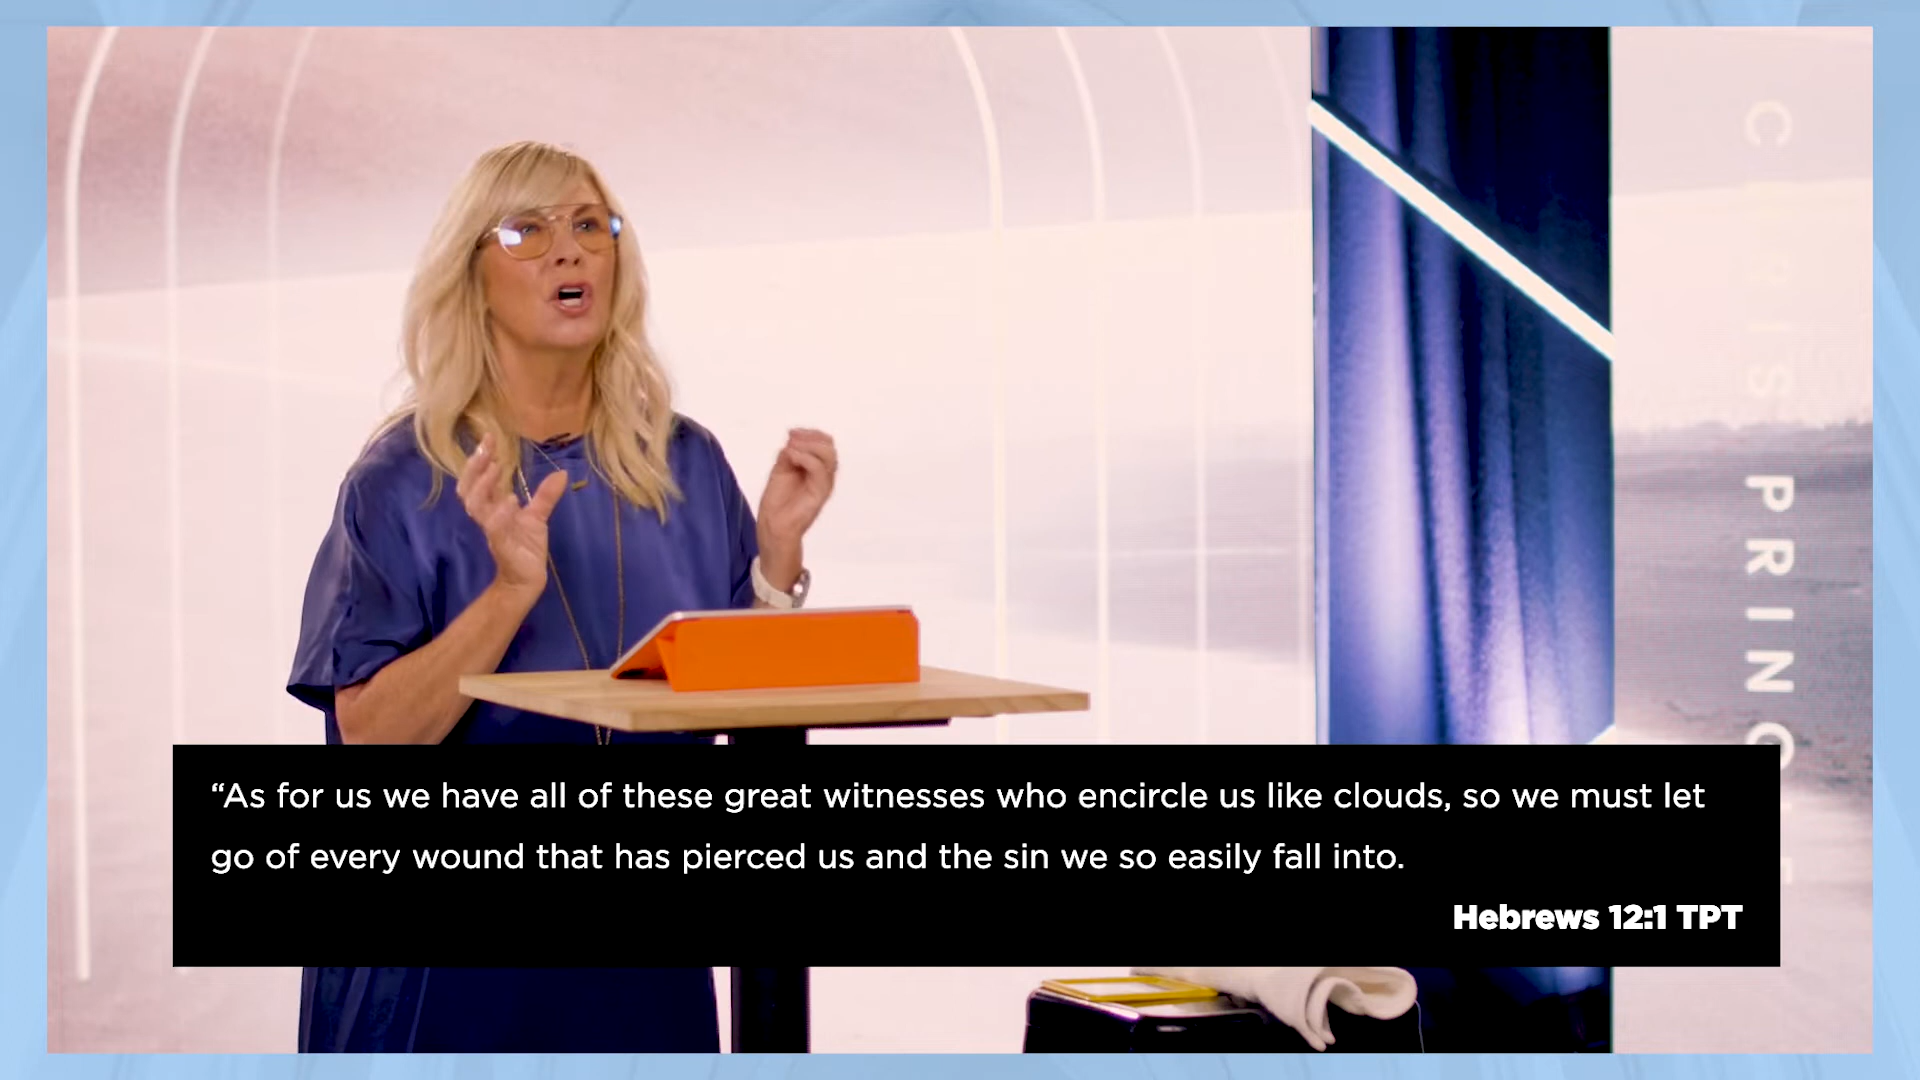 “As for us we have all of these great witnesses who encircle us like clouds, so we must let
go of every wound that has pierced us and the sin we so easily fall into.
Hebrews 12:1 TPT
CHRIS